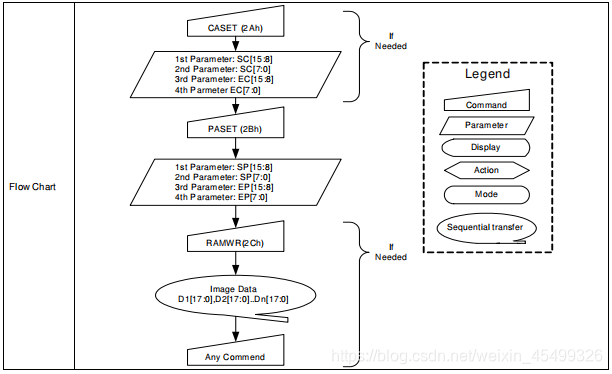 CASET (2Ah)
If
Needed
1st Parameter: SC[15:8]
2nd Parameter: SC[7:0]
3rd Parameter: EC[15:8]
4th Parmeter EC[7:0]
Legend
Command
PASET (2Bh)
Parameter
Display
Action
1st Parameter: SP[15:8]
2nd Parameter: SP[7:0]
3rd Parameter: EP[15:8]
4th Parmeter: EP[7:0]
Flow Chart
Mode
Sequential transfer
RAMWR(2Ch)
If
Needed
Image Data
D1[17:0],D2[17:0]..Dn[17:0]
Any Commend
https://blog.csdn.net/weixin_45499326